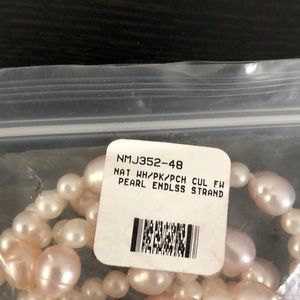 NMJ352-48
NAT WH/PK/PCH CUL FW
PEARL ENDLSS STRAND